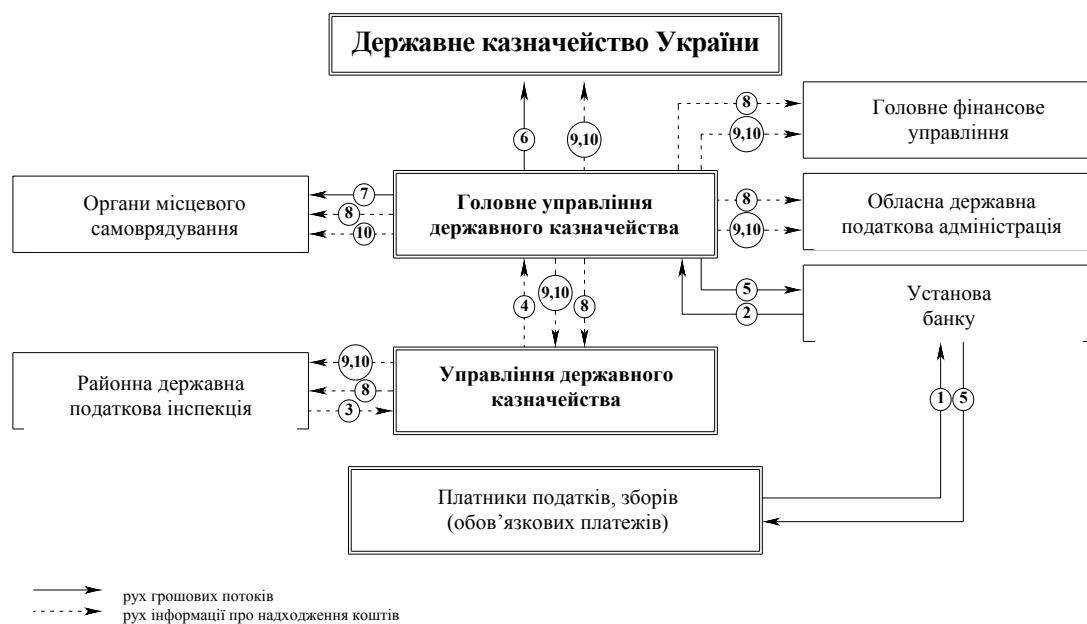 Державне казначейство України
8
Головне фінансове
управління
9,10
6
9,10
7
Органи місцевого
самоврядування
8
10
Головне управління
державного казначейства
8
Обласна державна
податкова адміністрація
9,10
5
Установа
банку
2
4
9,10
8
9,10
Районна державна
податкова інспекція
8
3
Управління державного
казначейства
1
5
Платники податків, зборів
(обов’язкових платежів)
рух грошових потоків
рух інформації про надходження коштів